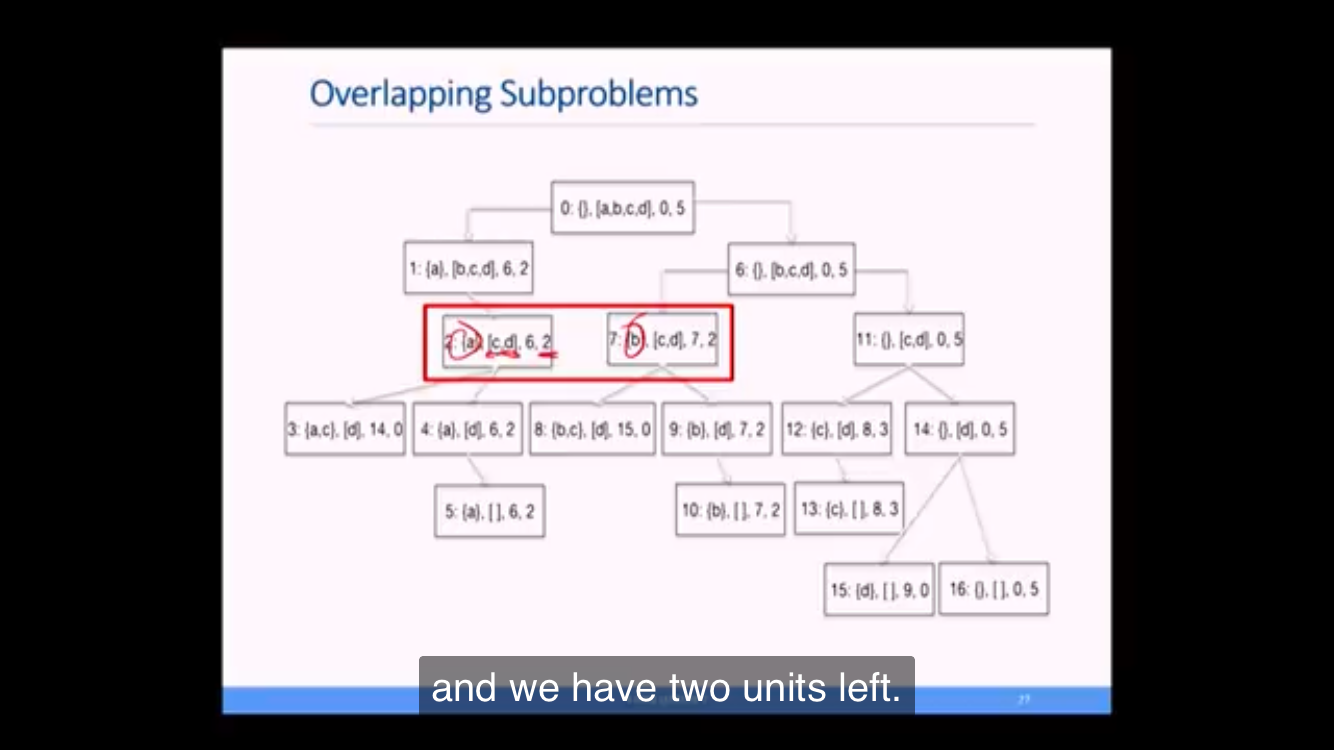 Overlapping Subproblems
0: {}, [a,b,c,d], 0, 5
1: {a}, [b,c,d], 6, 2
6: {}, [b,c,d], 0, 5
2: {a}, [c,d], 6, 2
7: {b}, [c,d], 7, 2
11: {}, [c,d], 0, 5
3: {a,c}, [d], 14, 0
4: {a}, [d], 6, 2
8: {b,c}, [d], 15, 0
9: {b}, [d], 7, 2
12: {c}, [d], 8, 3
14: {}, [d], 0, 5
5: {a}, [ ], 6, 2
10: {b}, [ ], 7, 2
13: {c}, [ ], 8, 3
15: {d}, [ ], 9, 0
16: {}, [ ], 0, 5
and we have two units left.